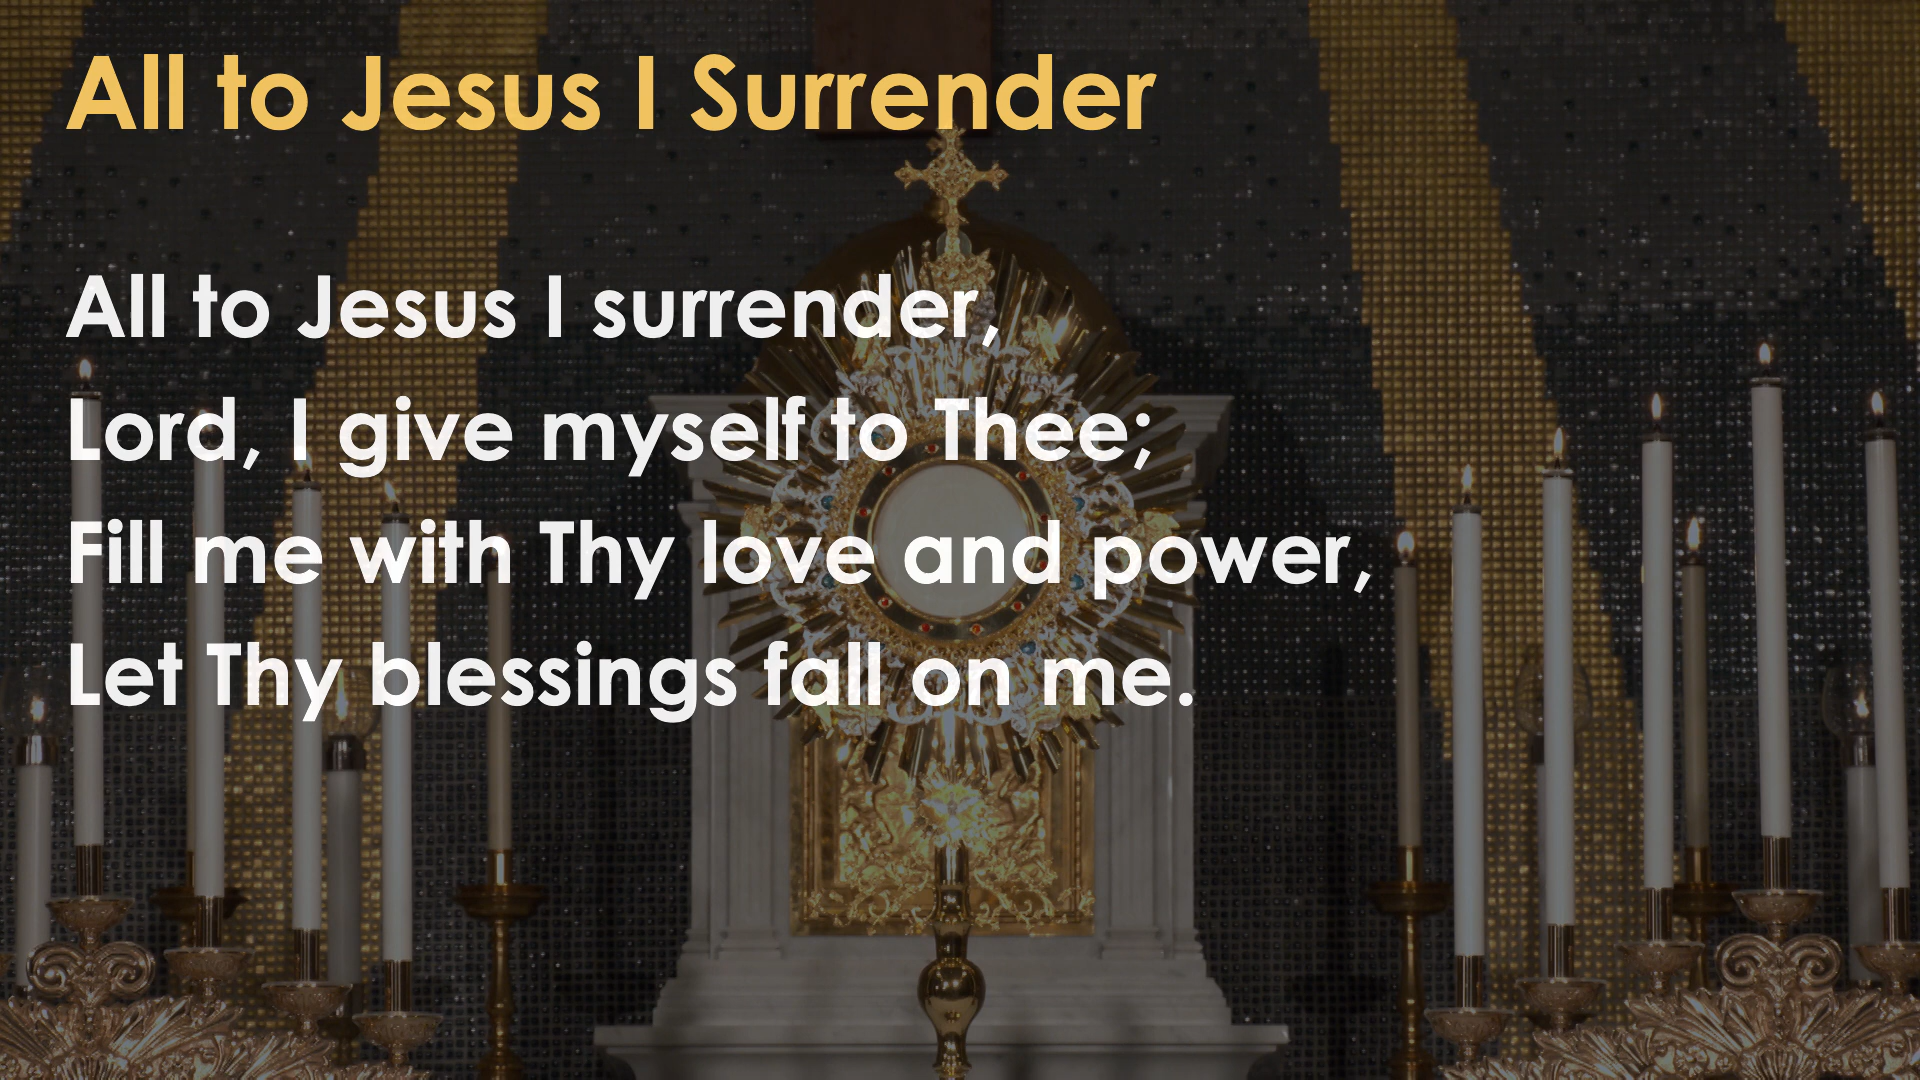 All to Jesus I Surrender
All to Jesus I surrender,
Lord, I give myself to Thee;
Fill me with Thy love and power,
Let Thy blessings fall on me.